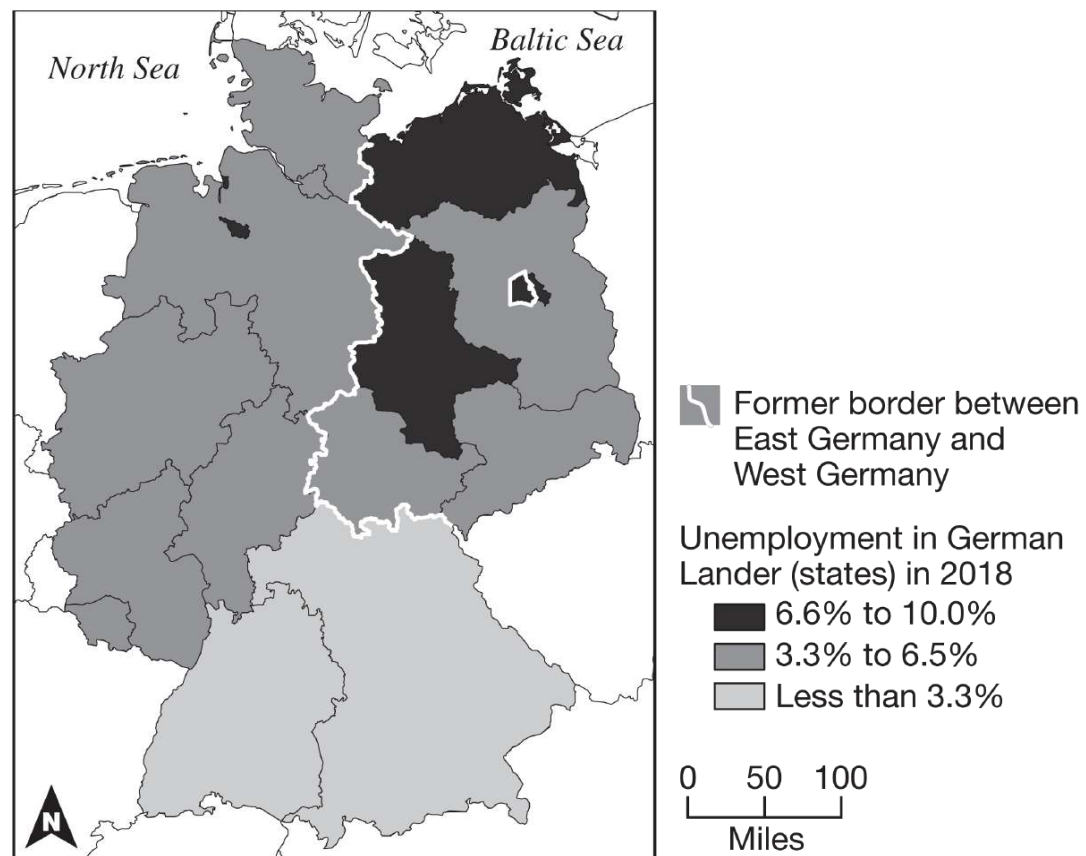 North Sea
Baltic Sea
N
Former border between
East Germany and
West Germany
Unemployment in German
Lander (states) in 2018
6.6% to 10.0%
3.3% to 6.5%
Less than 3.3%
0 50 100
Miles